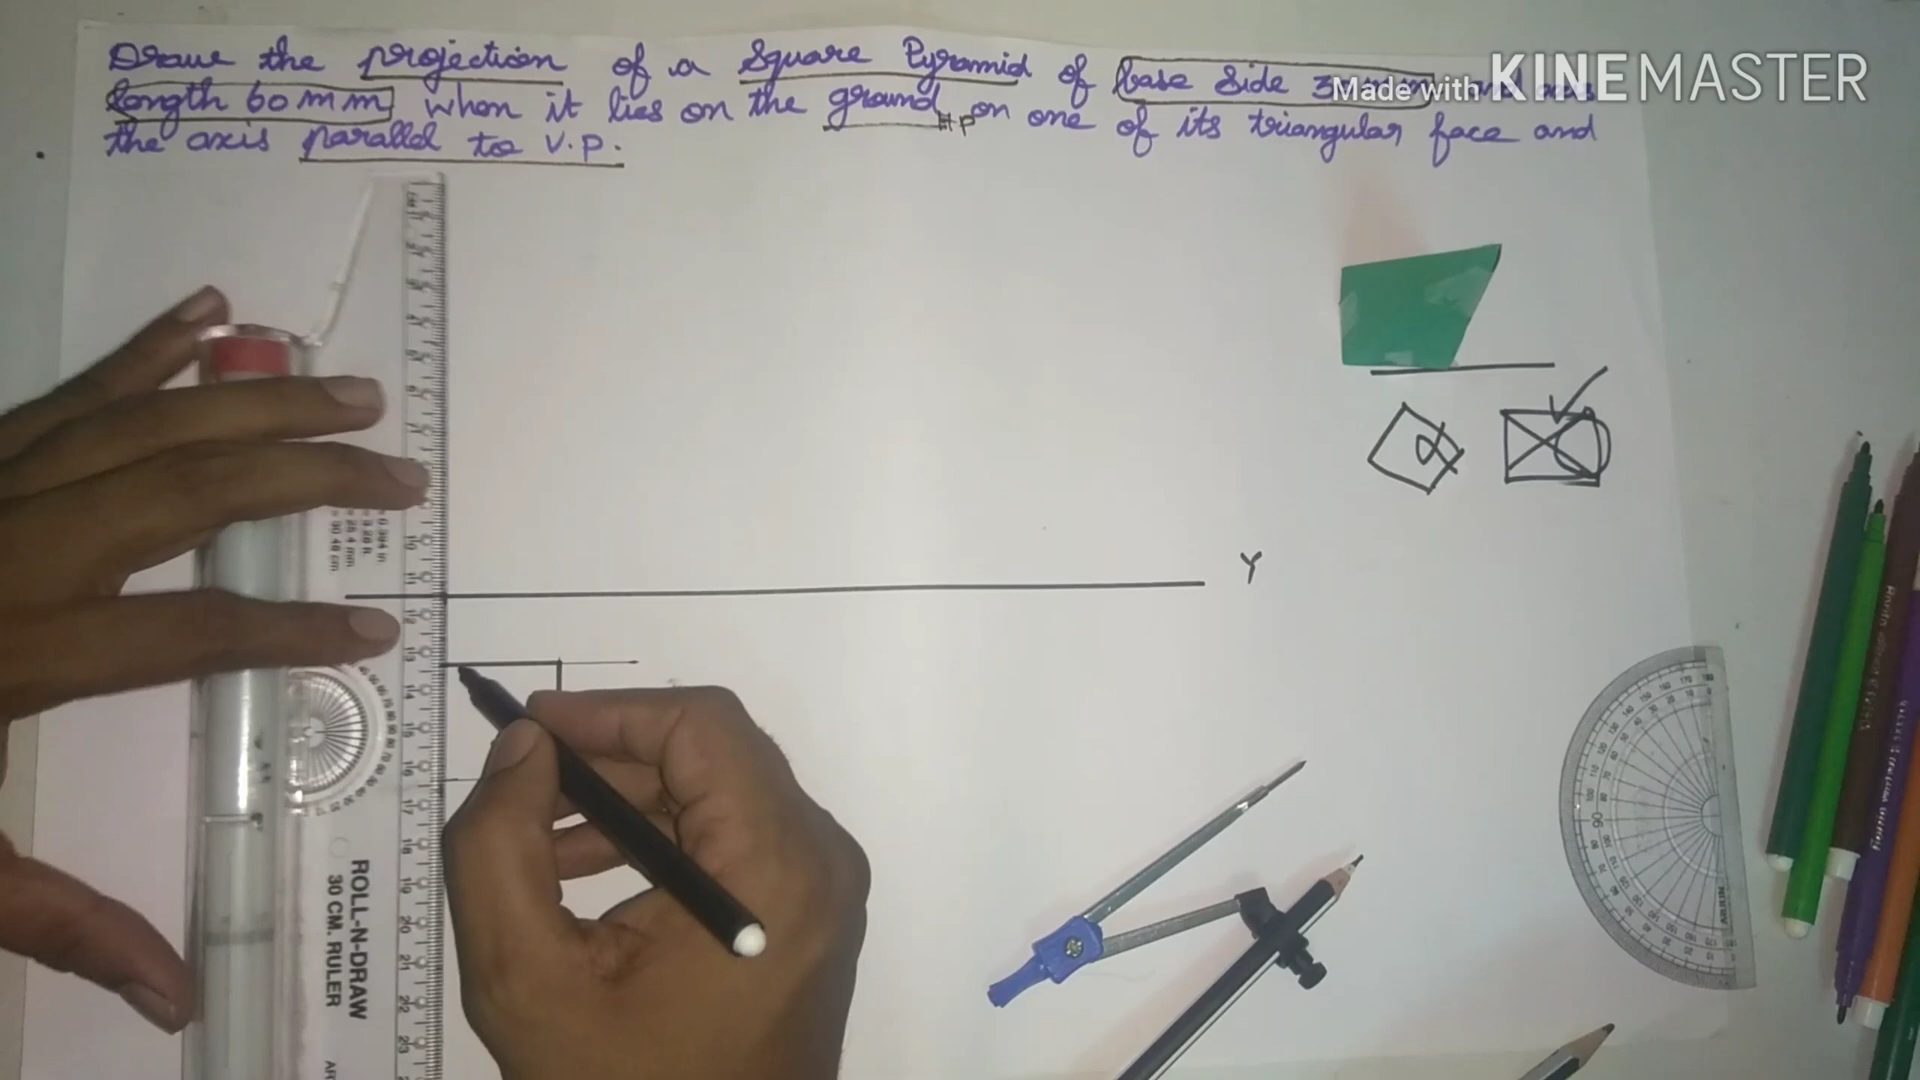 Draw the projection of a Square Pyramid of base side
length 60 mm when it lies on the ground on one of its triangular face and
HP
the axis parallel to V.P.
Made with KINEMASTER
Y
ROLL-N-DRAW
30 CM. RULER